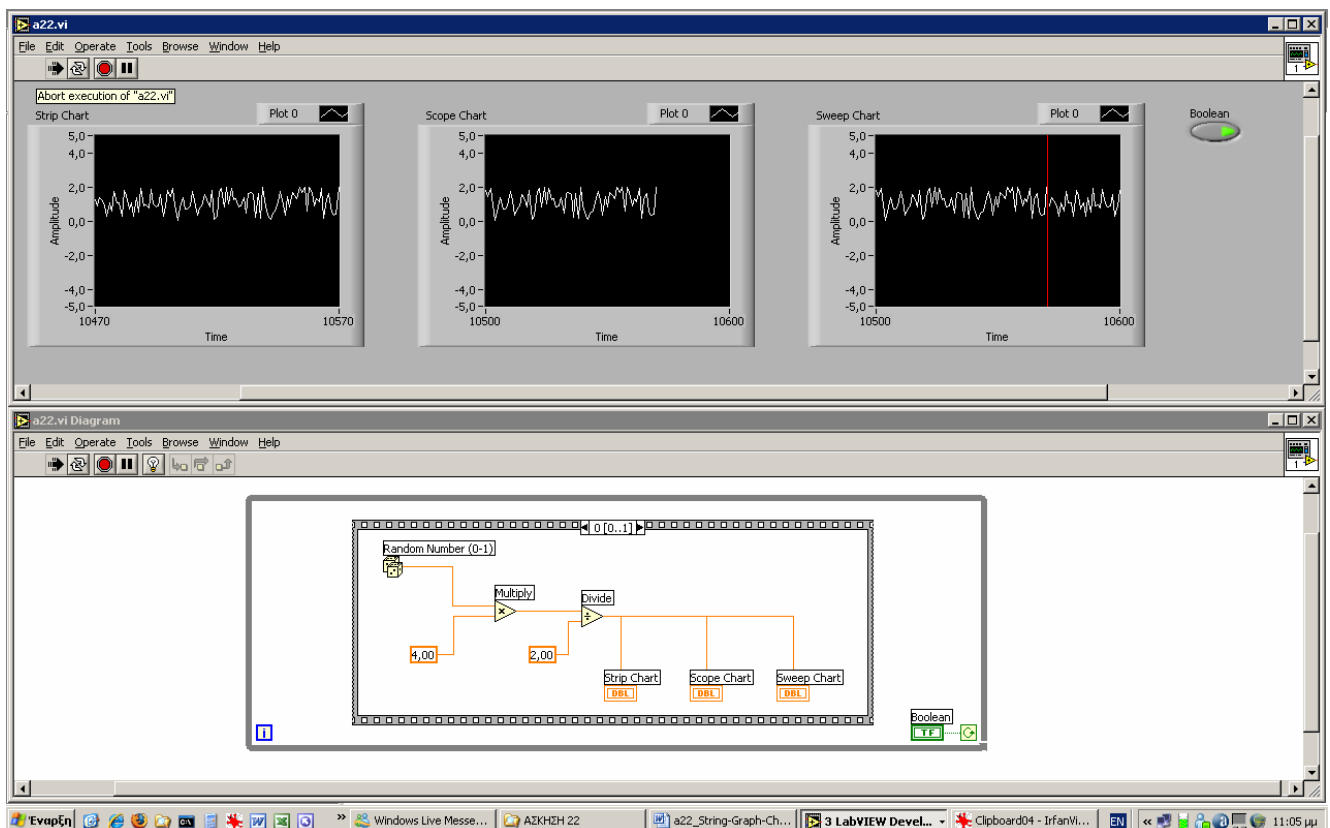 a22.vi
File Edit Operate Tools Browse Window Help
1
Abort execution of "a22.vi"
Strip Chart
Plot 0
5,0
4,0
2,0
0,0
-2,0
-4,0
-5,0
Amplitude
10470
10570
Time
Scope Chart
Plot 0
5,0
4,0
2,0
0,0
-2,0
-4,0
-5,0
Amplitude
10500
10600
Time
Sweep Chart
Plot 0
5,0
4,0
2,0
0,0
-2,0
-4,0
-5,0
Amplitude
10500
10600
Time
Boolean
a22.vi Diagram
File Edit Operate Tools Browse Window Help
1
0 [0..1]
Random Number (0-1)
Multiply
Divide
4,00
2,00
Strip Chart
DBL
Scope Chart
DBL
Sweep Chart
DBL
Boolean
TF
i
Έναρξη
Windows Live Messe...
ΑΣΚΗΣΗ 22
a22_String-Graph-Ch...
3 LabVIEW Devel...
Clipboard04 - IrfanVi...
EN
11:05 μμ